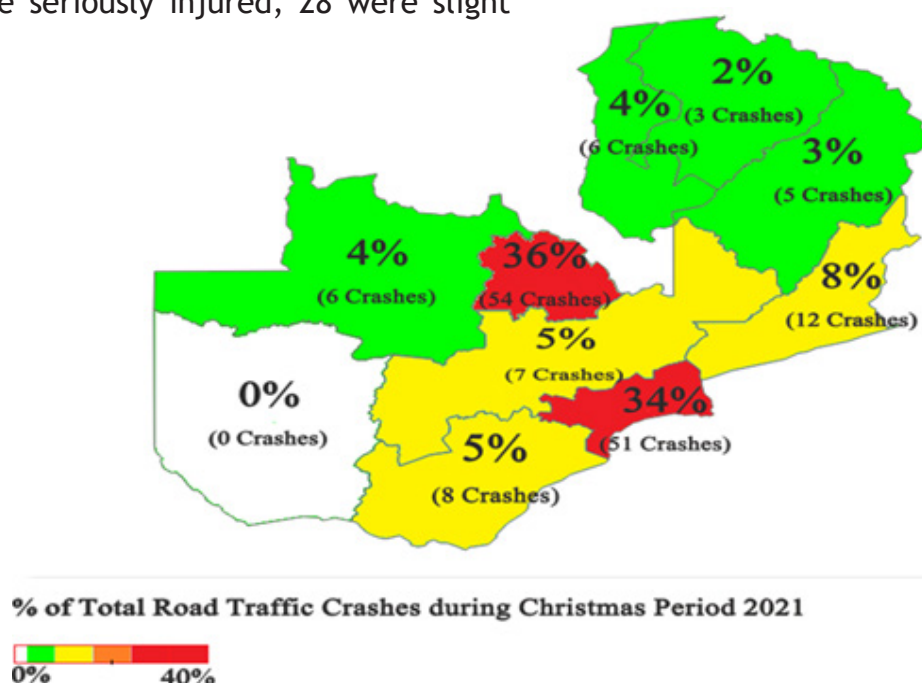 e seriously injured, 28 were slight
2%
(3 Crashes)
4%
(6 Crashes)
3%
(5 Crashes)
4%
(6 Crashes)
36%
(54 Crashes)
8%
(12 Crashes)
5%
(7 Crashes)
0%
(0 Crashes)
34%
(51 Crashes)
5%
(8 Crashes)
% of Total Road Traffic Crashes during Christmas Period 2021
0% 40%